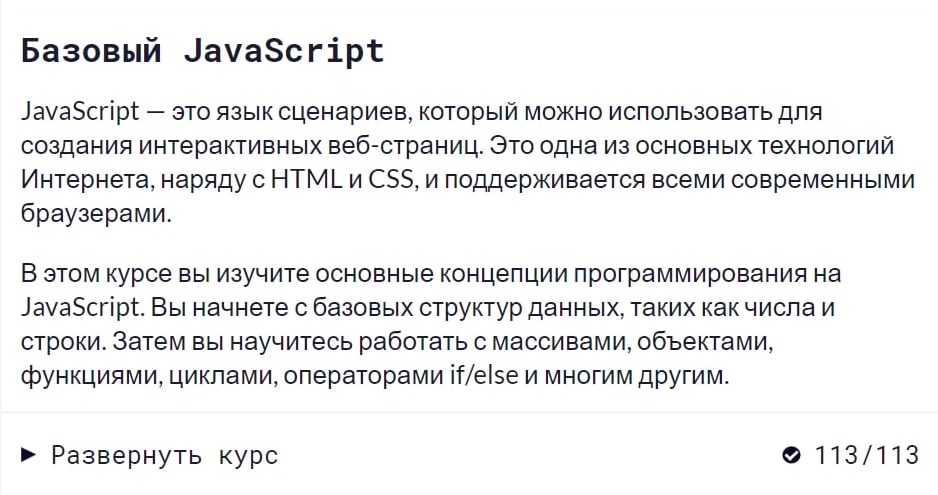 Базовый JavaScript
JavaScript — это язык сценариев, который можно использовать для
создания интерактивных веб-страниц. Это одна из основных технологий
Интернета, наряду с HTML и CSS, и поддерживается всеми современными
браузерами.
В этом курсе вы изучите основные концепции программирования на
JavaScript. Вы начнете с базовых структур данных, таких как числа и
строки. Затем вы научитесь работать с массивами, объектами,
функциями, циклами, операторами if/else и многим другим.
Развернуть курс 113/113